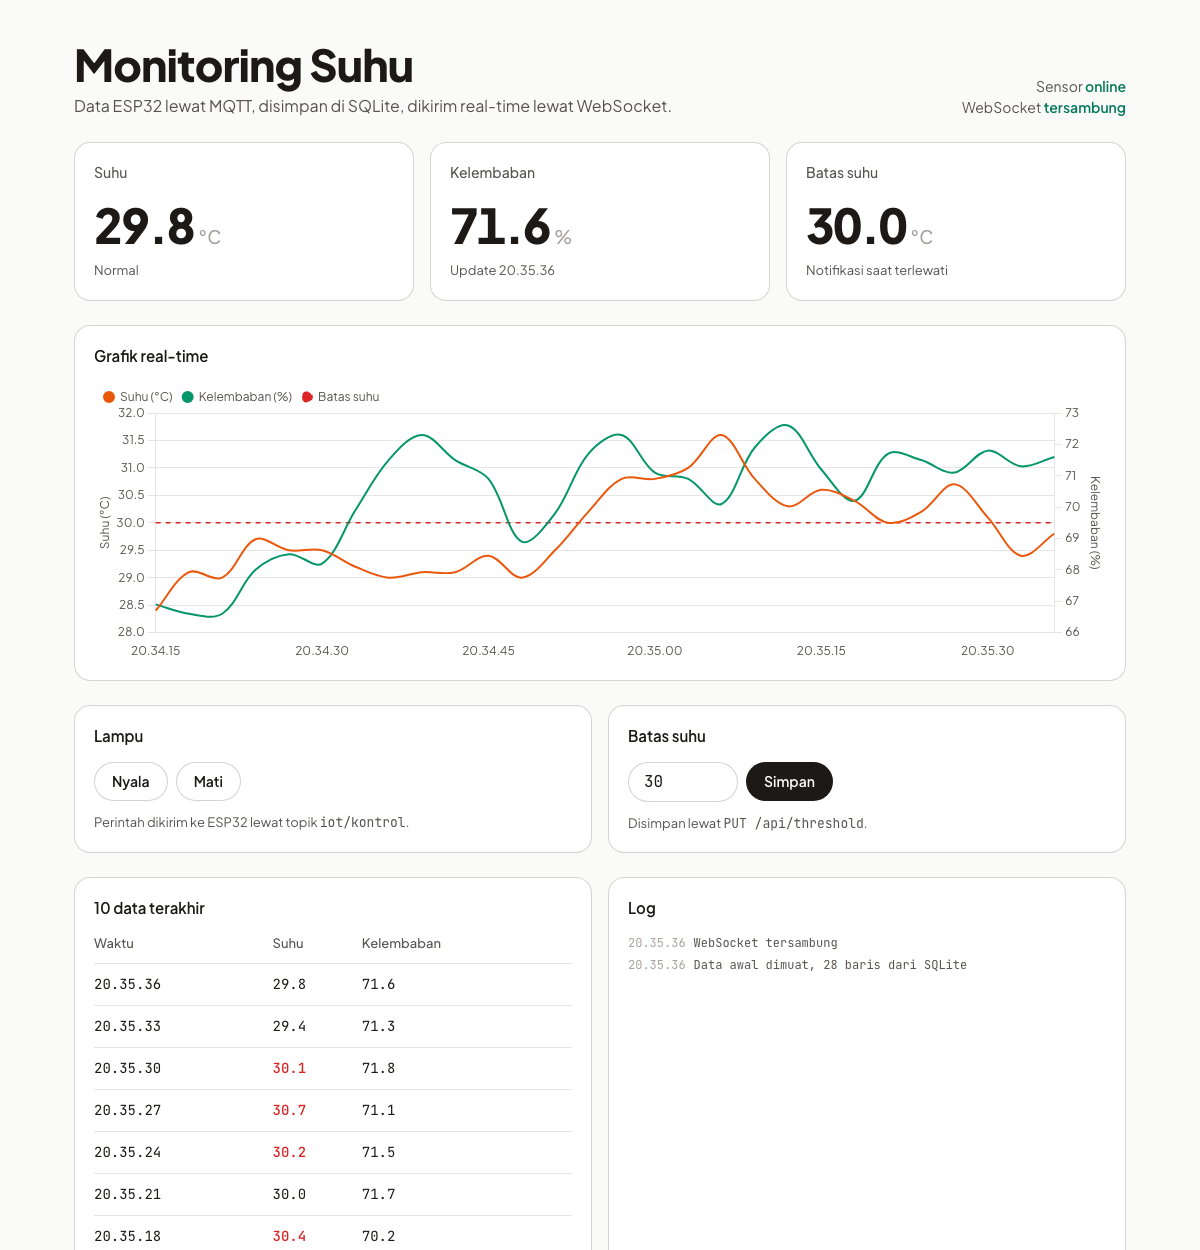 Monitoring Suhu
Data ESP32 lewat MQTT, disimpan di SQLite, dikirim real-time lewat WebSocket.
Sensor online
WebSocket tersambung
Suhu
29.8 °C
Normal
Kelembaban
71.6 %
Update 20.35.36
Batas suhu
30.0 °C
Notifikasi saat terlewati
Grafik real-time
Suhu (°C) Kelembaban (%) Batas suhu
32.0
31.5
31.0
30.5
30.0
29.5
29.0
28.5
28.0
Suhu (°C)
73
72
71
70
69
68
67
66
Kelembaban (%)
20.34.15 20.34.30 20.34.45 20.35.00 20.35.15 20.35.30
Lampu
Nyala Mati
Perintah dikirim ke ESP32 lewat topik iot/kontrol.
Batas suhu
30 Simpan
Disimpan lewat PUT /api/threshold.
10 data terakhir
Waktu Suhu Kelembaban
20.35.36 29.8 71.6
20.35.33 29.4 71.3
20.35.30 30.1 71.8
20.35.27 30.7 71.1
20.35.24 30.2 71.5
20.35.21 30.0 71.7
20.35.18 30.4 70.2
Log
20.35.36 WebSocket tersambung
20.35.36 Data awal dimuat, 28 baris dari SQLite